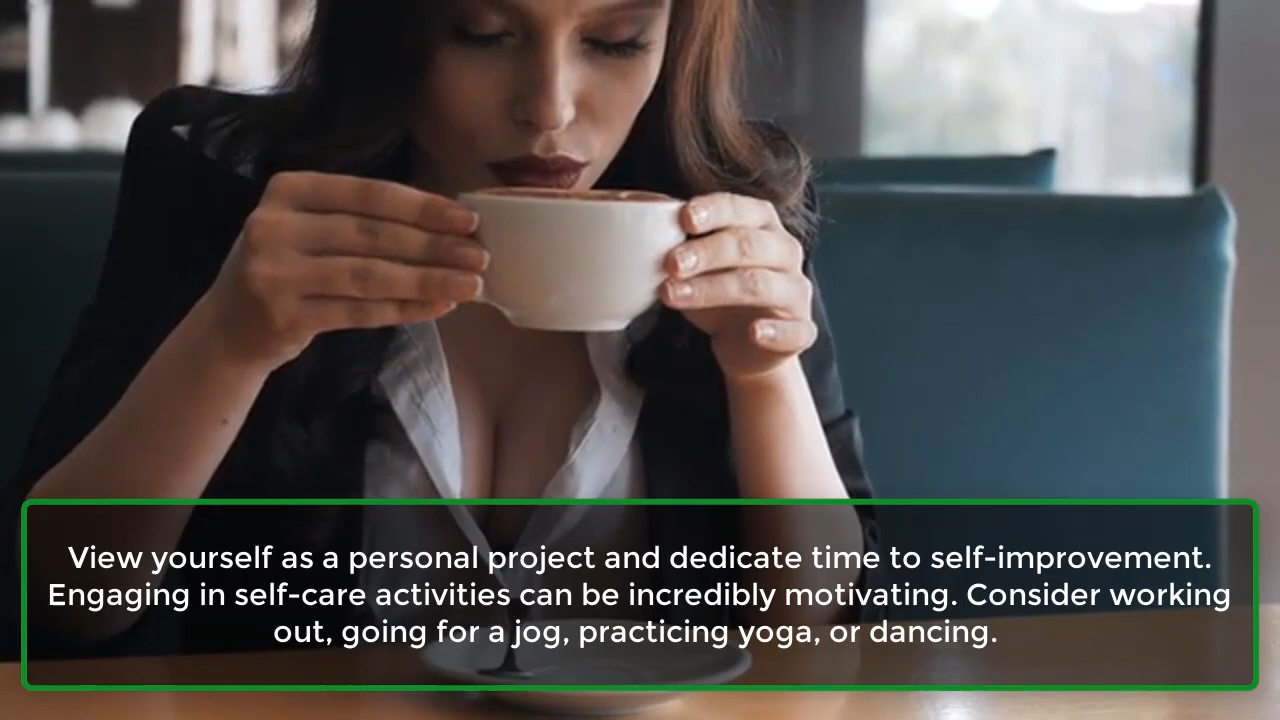 View yourself as a personal project and dedicate time to self-improvement.
Engaging in self-care activities can be incredibly motivating. Consider working
out, going for a jog, practicing yoga, or dancing.